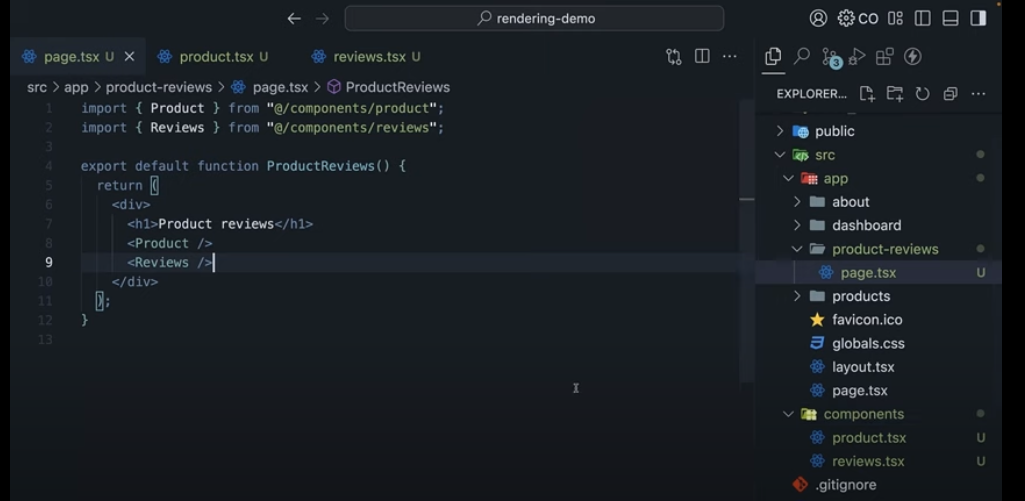 rendering-demo
CO
page.tsx U
product.tsx U
reviews.tsx U
3
src > app > product-reviews > page.tsx > ProductReviews
EXPLORER...
1 import { Product } from "@/components/product";
2 import { Reviews } from "@/components/reviews";
3
4 export default function ProductReviews() {
5 return (
6 <div>
7 <h1>Product reviews</h1>
8 <Product />
9 <Reviews />
10 </div>
11 );
12 }
13
public
src
app
about
dashboard
product-reviews
page.tsx U
products
favicon.ico
globals.css
layout.tsx
page.tsx
components
product.tsx U
reviews.tsx U
.gitignore